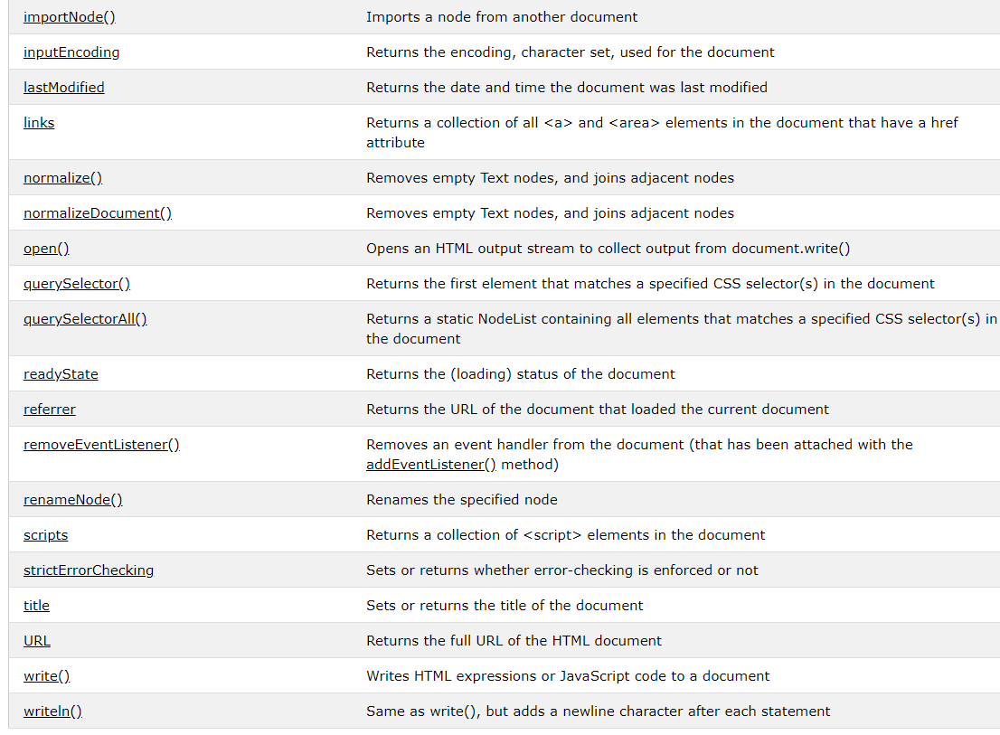 importNode() Imports a node from another document
inputEncoding Returns the encoding, character set, used for the document
lastModified Returns the date and time the document was last modified
links Returns a collection of all <a> and <area> elements in the document that have a href
attribute
normalize() Removes empty Text nodes, and joins adjacent nodes
normalizeDocument() Removes empty Text nodes, and joins adjacent nodes
open() Opens an HTML output stream to collect output from document.write()
querySelector() Returns the first element that matches a specified CSS selector(s) in the document
querySelectorAll() Returns a static NodeList containing all elements that matches a specified CSS selector(s) in
the document
readyState Returns the (loading) status of the document
referrer Returns the URL of the document that loaded the current document
removeEventListener() Removes an event handler from the document (that has been attached with the
addEventListener() method)
renameNode() Renames the specified node
scripts Returns a collection of <script> elements in the document
strictErrorChecking Sets or returns whether error-checking is enforced or not
title Sets or returns the title of the document
URL Returns the full URL of the HTML document
write() Writes HTML expressions or JavaScript code to a document
writeln() Same as write(), but adds a newline character after each statement